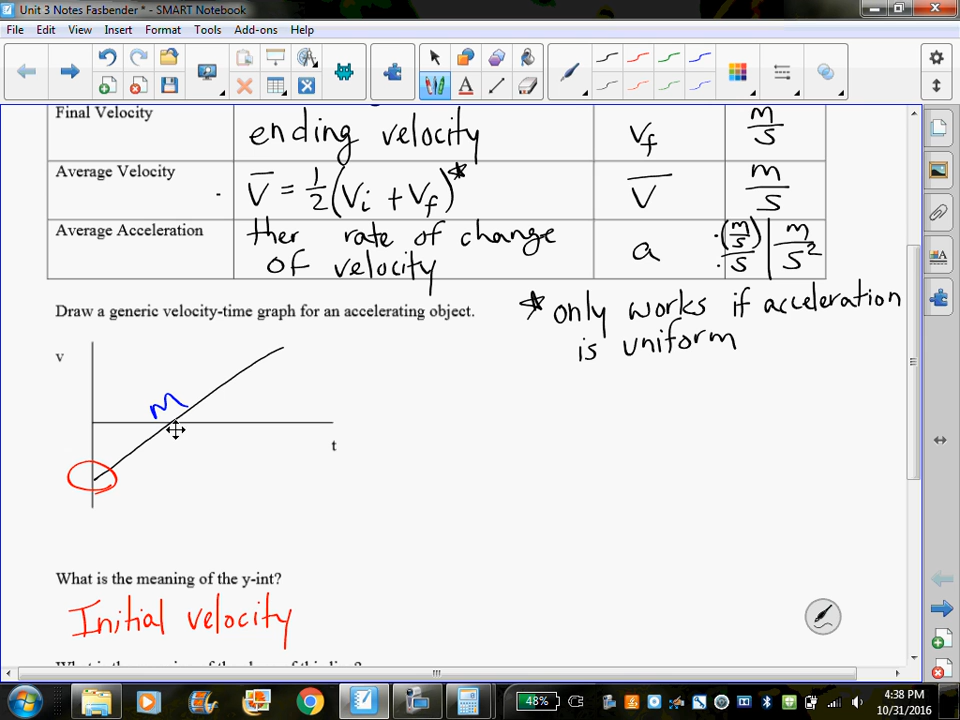 Unit 3 Notes Fasbender * - SMART Notebook
File Edit View Insert Format Tools Add-ons Help
Final Velocity ending velocity vf m/s
Average Velocity V̅ = 1/2 (Vi + Vf)* V̅ m/s
Average Acceleration ther rate of change of velocity a (m/s)/s | m/s²
* only works if acceleration
is uniform
Draw a generic velocity-time graph for an accelerating object.
v
m
t
What is the meaning of the y-int?
Initial velocity
48%
4:38 PM
10/31/2016